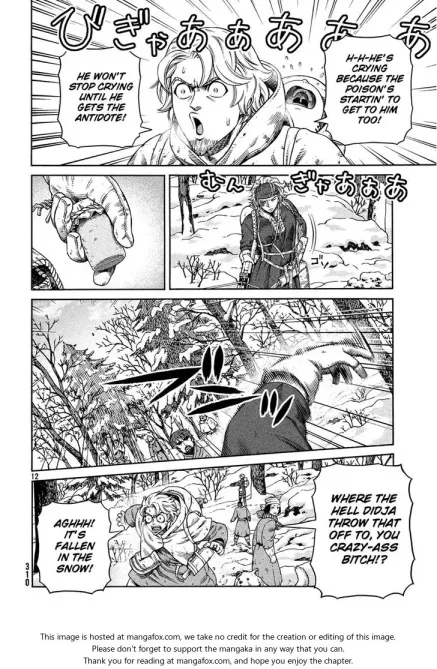 びぎゃあぁあぁあぁ
H-H-HE'S
CRYING
BECAUSE THE
POISON'S
STARTIN' TO
GET TO HIM
TOO!
HE WON'T
STOP CRYING
UNTIL HE
GETS THE
ANTIDOTE!
むんっ
ぎゃあぁあぁ
ゴソ
WHERE
THE HELL DIDJA
THROW THAT
OFF TO, YOU
CRAZY-ASS
BITCH!?
AGHHH!
IT'S
FALLEN
IN THE
SNOW!
12
310
This image is hosted at mangafox.com, we take no credit for the creation or editing of this image.
Please don't forget to support the mangaka in any way that you can.
Thank you for reading at mangafox.com, and hope you enjoy the chapter.